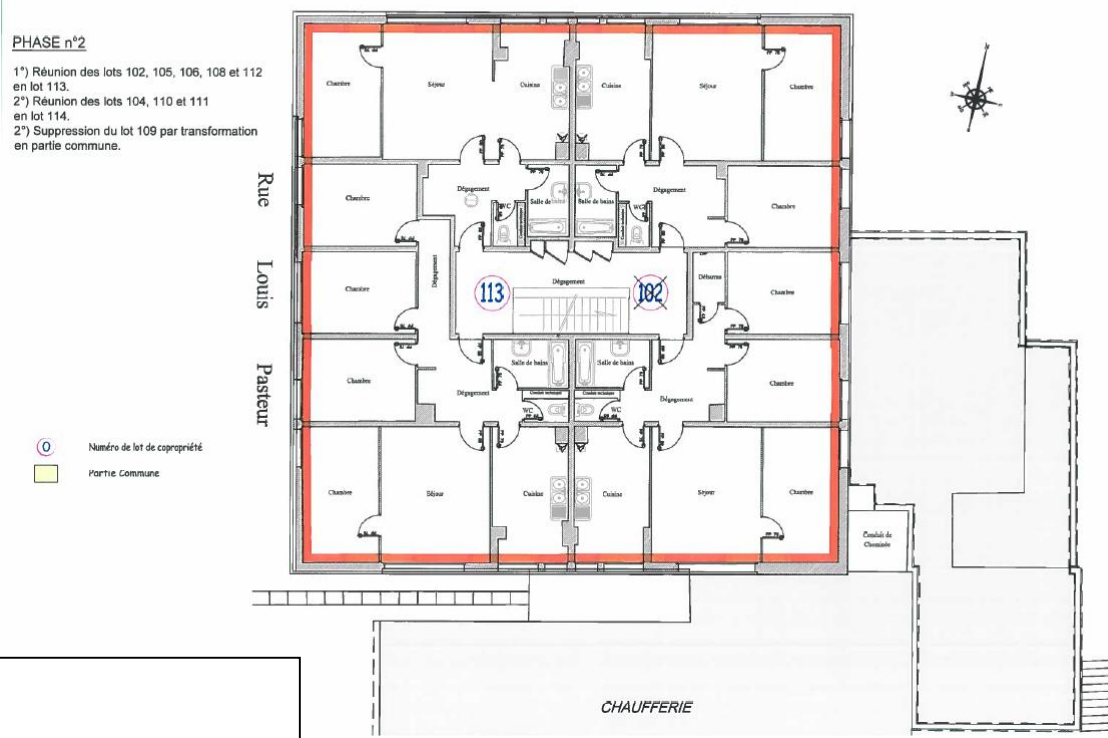 PHASE n°2
1°) Réunion des lots 102, 105, 106, 108 et 112
en lot 113.
2°) Réunion des lots 104, 110 et 111
en lot 114.
2°) Suppression du lot 109 par transformation
en partie commune.
Chambre
Séjour
Cuisine
Cuisine
Séjour
Chambre
Rue
Louis
Pasteur
Chambre
Dégagement
WC
Salle de bains
Salle de bains
WC
Dégagement
Chambre
Chambre
Dégagement
113
Dégagement
102
Débarras
Chambre
Chambre
Dégagement
Salle de bains
WC
Salle de bains
WC
Dégagement
Chambre
O Numéro de lot de copropriété
Partie Commune
Chambre
Séjour
Cuisine
Cuisine
Séjour
Chambre
Conduit de
Cheminée
CHAUFFERIE